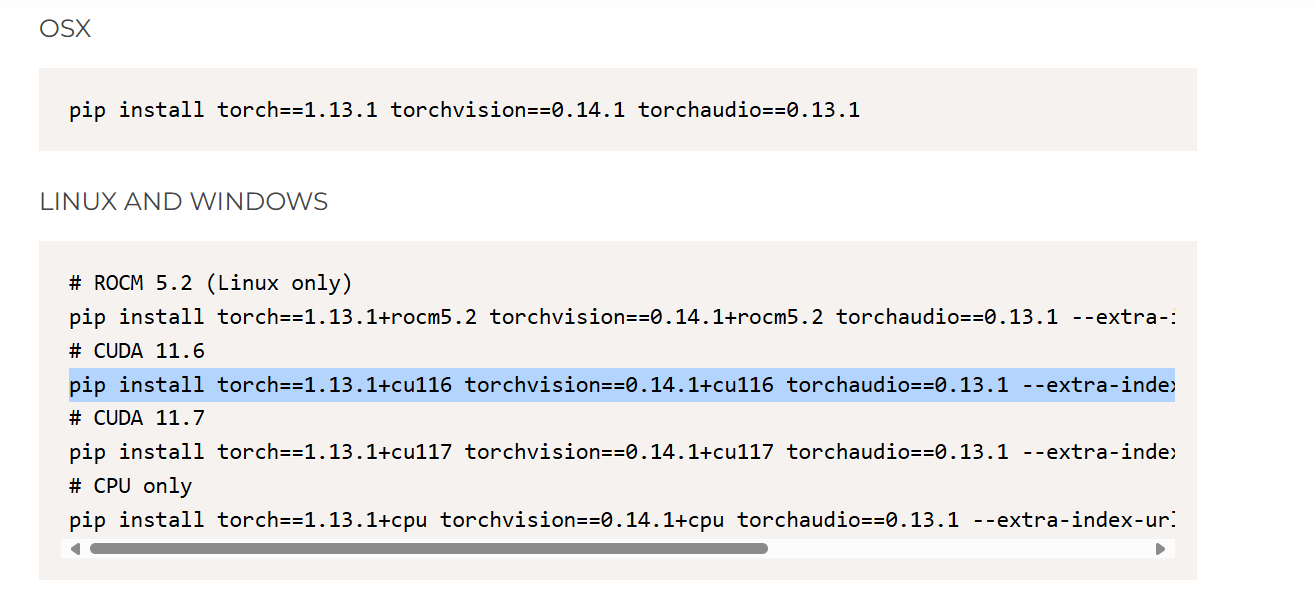 OSX
pip install torch==1.13.1 torchvision==0.14.1 torchaudio==0.13.1
LINUX AND WINDOWS
# ROCM 5.2 (Linux only)
pip install torch==1.13.1+rocm5.2 torchvision==0.14.1+rocm5.2 torchaudio==0.13.1 --extra-i
# CUDA 11.6
pip install torch==1.13.1+cu116 torchvision==0.14.1+cu116 torchaudio==0.13.1 --extra-index
# CUDA 11.7
pip install torch==1.13.1+cu117 torchvision==0.14.1+cu117 torchaudio==0.13.1 --extra-index
# CPU only
pip install torch==1.13.1+cpu torchvision==0.14.1+cpu torchaudio==0.13.1 --extra-index-url